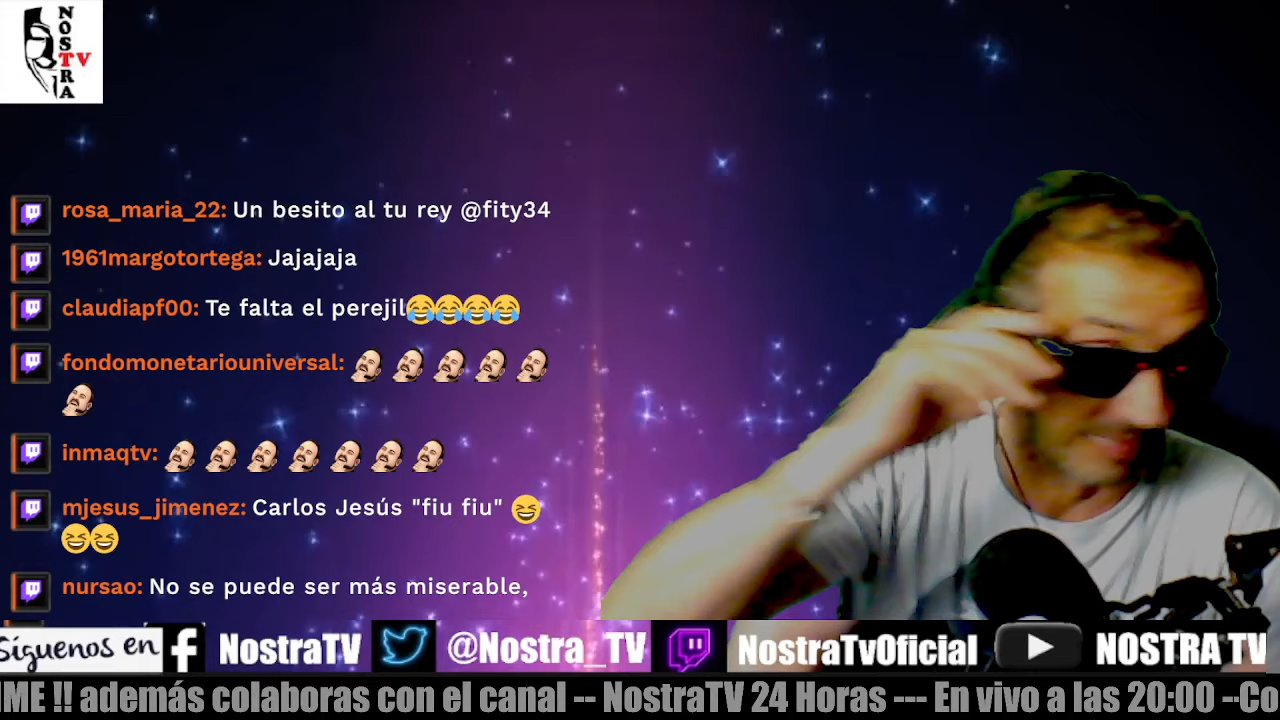 NOSTRA
TV
rosa_maria_22: Un besito al tu rey @fity34
1961margotortega: Jajajaja
claudiapf00: Te falta el perejil😂😂😂😂
fondomonetariouniversal:
inmaqtv:
mjesus_jimenez: Carlos Jesús "fiu fiu" 😆
😆😆
nursao: No se puede ser más miserable,
Síguenos en f NostraTV @Nostra_TV NostraTvOficial NOSTRA TV
!! además colaboras con el canal -- NostraTV 24 Horas --- En vivo a las 20:00 --Co